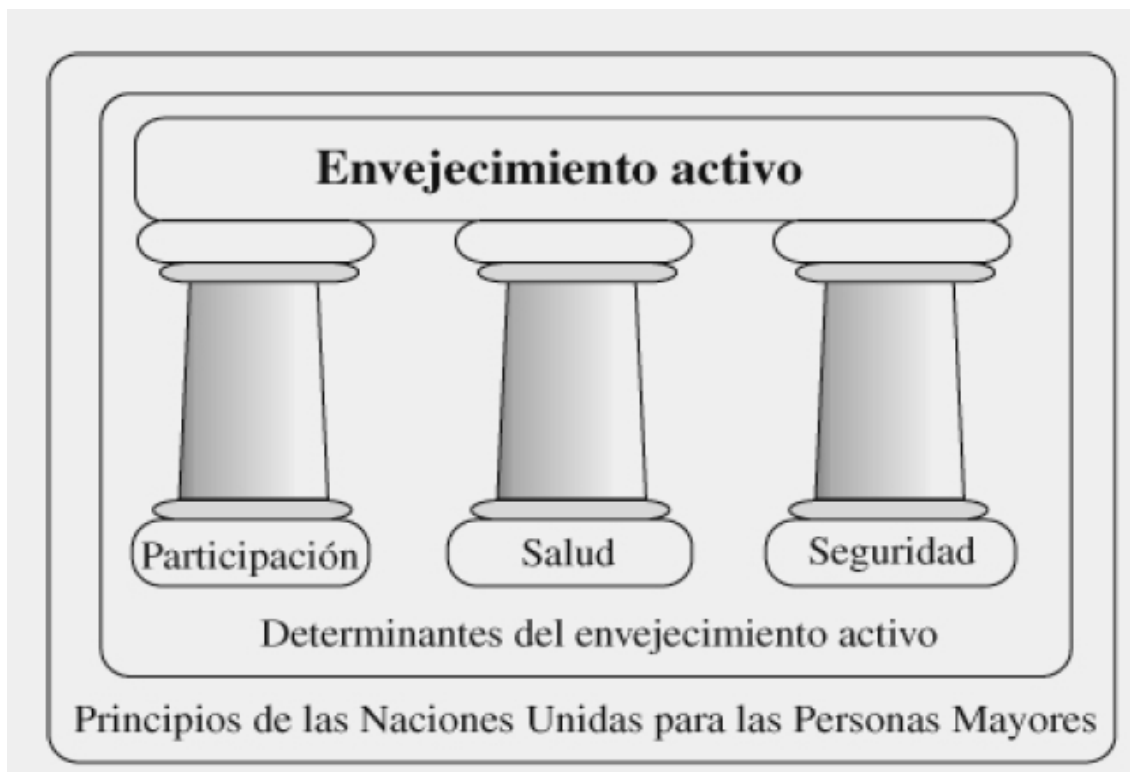 Envejecimiento activo
Participación
Salud
Seguridad
Determinantes del envejecimiento activo
Principios de las Naciones Unidas para las Personas Mayores